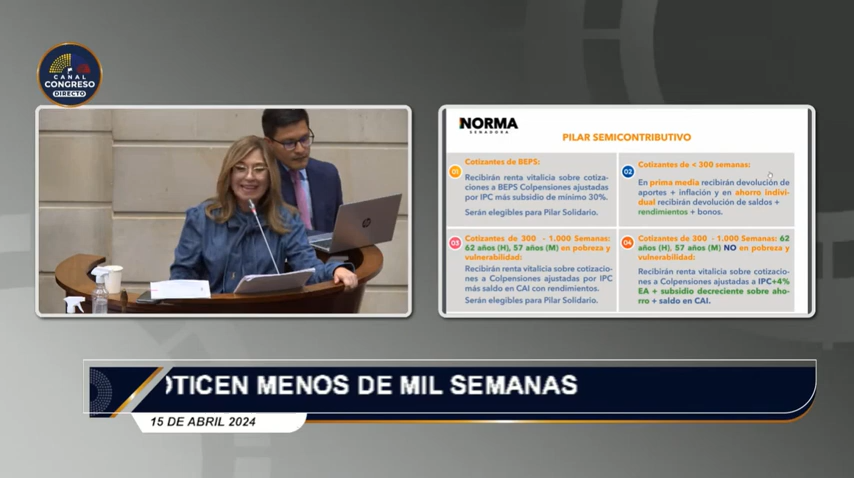 CANAL
CONGRESO
DIRECTO
NORMA
SENADORA
PILAR SEMICONTRIBUTIVO
01
Cotizantes de BEPS:
Recibirán renta vitalicia sobre cotiza-
ciones a BEPS Colpensiones ajustadas
por IPC más subsidio de mínimo 30%.
Serán elegibles para Pilar Solidario.
02
Cotizantes de < 300 semanas:
En prima media recibirán devolución de
aportes + inflación y en ahorro indivi-
dual recibirán devolución de saldos +
rendimientos + bonos.
03
Cotizantes de 300 - 1.000 Semanas:
62 años (H), 57 años (M) en pobreza y
vulnerabilidad:
Recibirán renta vitalicia sobre cotizacio-
nes a Colpensiones ajustadas por IPC
más saldo en CAI con rendimientos.
Serán elegibles para Pilar Solidario.
04
Cotizantes de 300 - 1.000 Semanas: 62
años (H), 57 años (M) NO en pobreza y
vulnerabilidad:
Recibirán renta vitalicia sobre cotizacio-
nes a Colpensiones ajustadas a IPC+4%
EA + subsidio decreciente sobre aho-
rro + saldo en CAI.
OTICEN MENOS DE MIL SEMANAS
15 DE ABRIL 2024